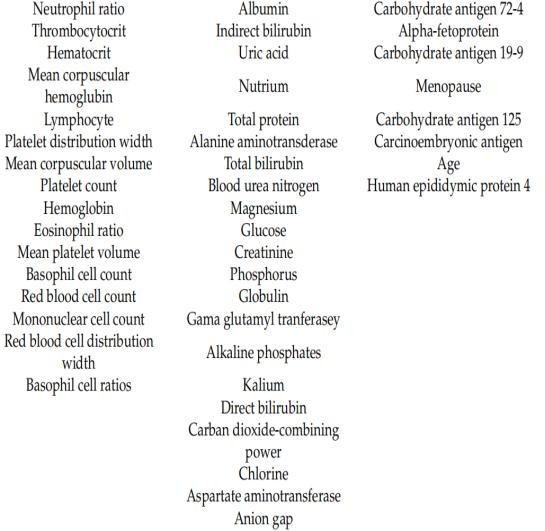 Neutrophil ratio
Thrombocytocrit
Hematocrit
Mean corpuscular
hemoglubin
Lymphocyte
Platelet distribution width
Mean corpuscular volume
Platelet count
Hemoglobin
Eosinophil ratio
Mean platelet volume
Basophil cell count
Red blood cell count
Mononuclear cell count
Red blood cell distribution
width
Basophil cell ratios
Albumin
Indirect bilirubin
Uric acid
Nutrium
Total protein
Alanine aminotransderase
Total bilirubin
Blood urea nitrogen
Magnesium
Glucose
Creatinine
Phosphorus
Globulin
Gama glutamyl tranferasey
Alkaline phosphates
Kalium
Direct bilirubin
Carban dioxide-combining
power
Chlorine
Aspartate aminotransferase
Anion gap
Carbohydrate antigen 72-4
Alpha-fetoprotein
Carbohydrate antigen 19-9
Menopause
Carbohydrate antigen 125
Carcinoembryonic antigen
Age
Human epididymic protein 4